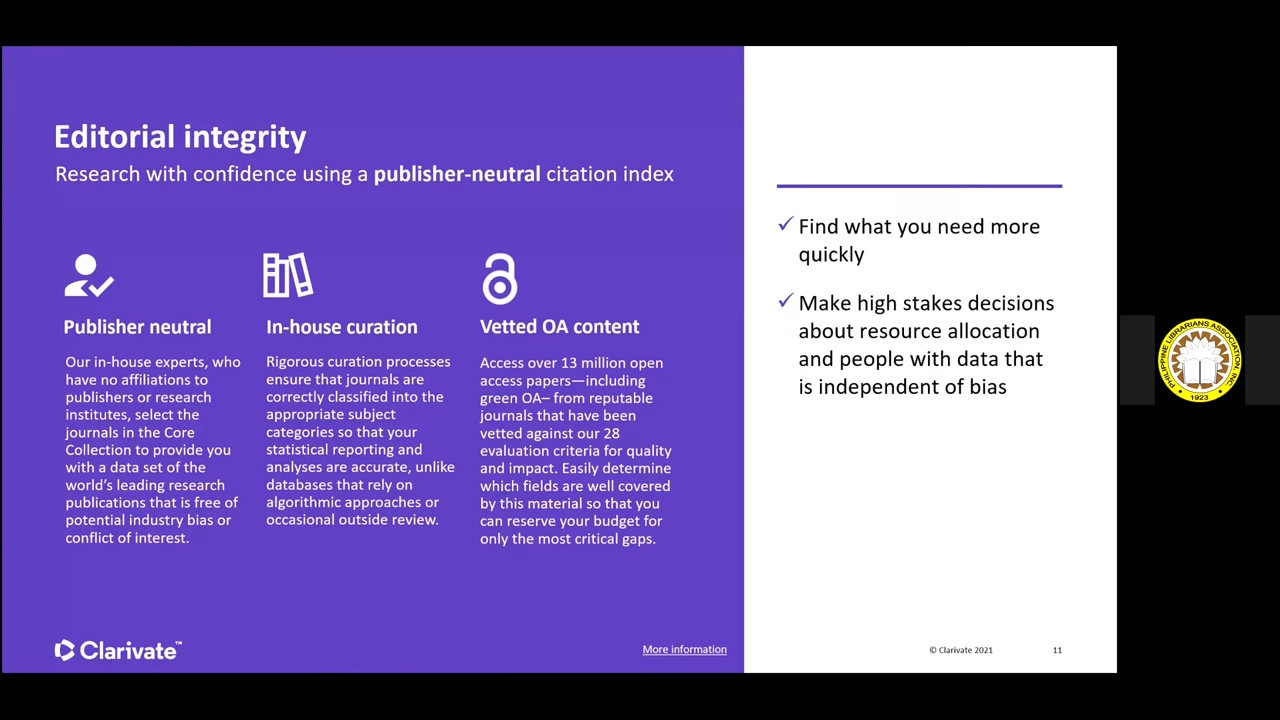 Editorial integrity
Research with confidence using a publisher-neutral citation index
Publisher neutral
Our in-house experts, who
have no affiliations to
publishers or research
institutes, select the
journals in the Core
Collection to provide you
with a data set of the
world’s leading research
publications that is free of
potential industry bias or
conflict of interest.
In-house curation
Rigorous curation processes
ensure that journals are
correctly classified into the
appropriate subject
categories so that your
statistical reporting and
analyses are accurate, unlike
databases that rely on
algorithmic approaches or
occasional outside review.
Vetted OA content
Access over 13 million open
access papers—including
green OA– from reputable
journals that have been
vetted against our 28
evaluation criteria for quality
and impact. Easily determine
which fields are well covered
by this material so that you
can reserve your budget for
only the most critical gaps.
✓ Find what you need more
quickly
✓ Make high stakes decisions
about resource allocation
and people with data that
is independent of bias
Clarivate™
More information
© Clarivate 2021
11
PHILIPPINE LIBRARIANS ASSOCIATION, INC.
1923